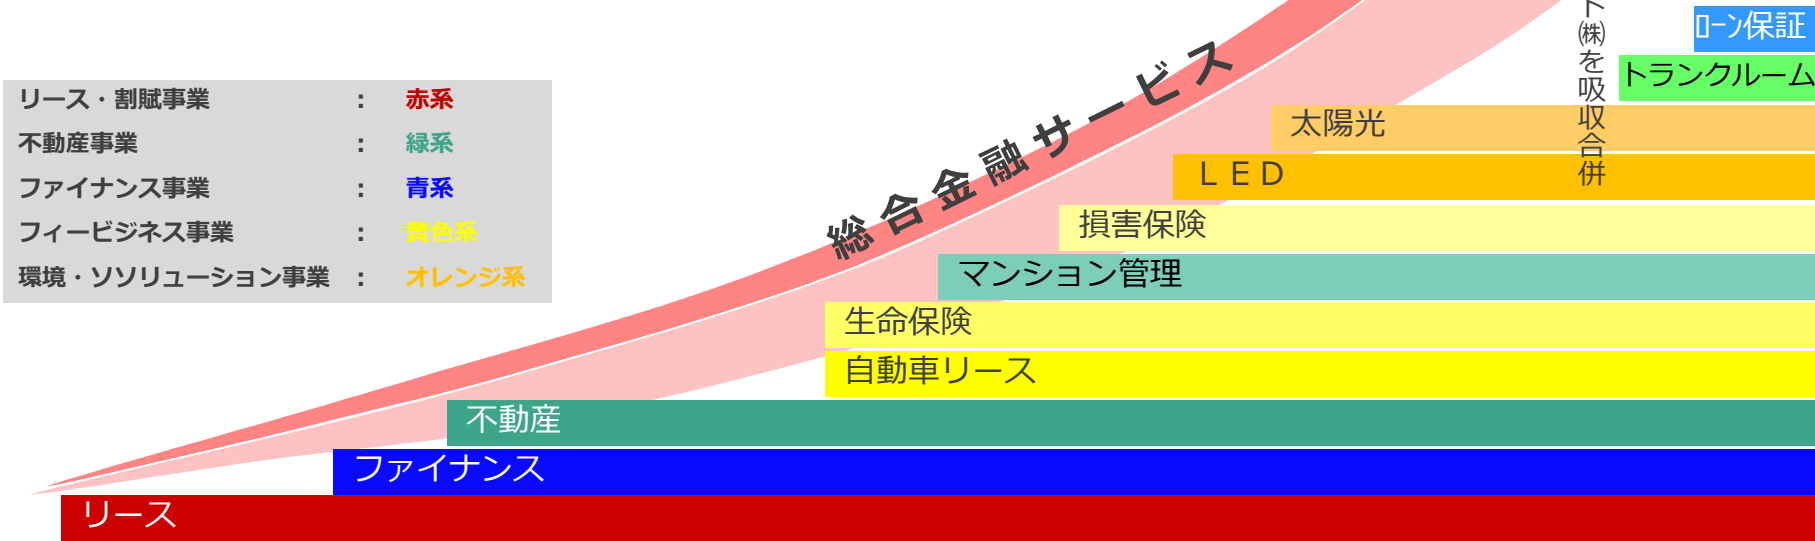 リース・割賦事業 : 赤系
不動産事業 : 緑系
ファイナンス事業 : 青系
フィービジネス事業 : 黄色系
環境・ソソリューション事業 : オレンジ系
総合金融サービス
ト㈱を吸収合併
ﾛｰﾝ保証
トランクルーム
太陽光
ＬＥＤ
損害保険
マンション管理
生命保険
自動車リース
不動産
ファイナンス
リース